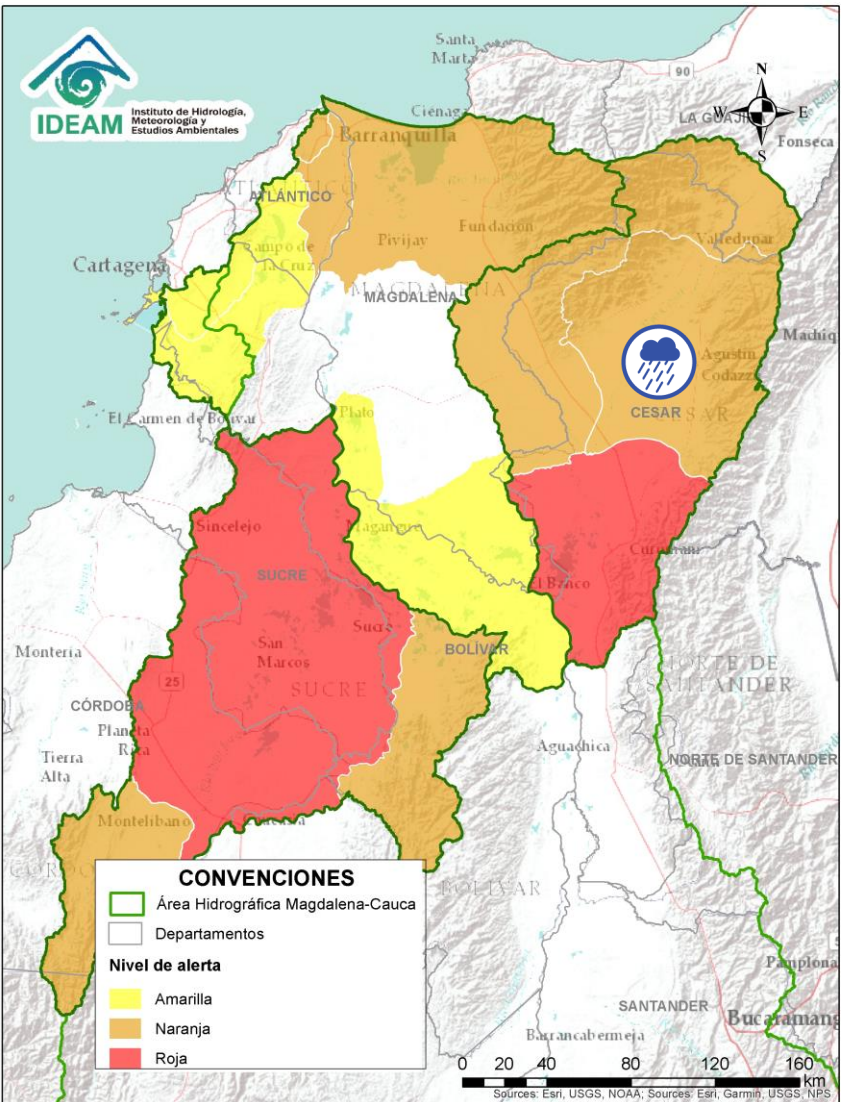 IDEAM
Instituto de Hidrología,
Meteorología y
Estudios Ambientales
Santa
Marta
90
N
W
E
S
Ciénaga
LA GUAJIRA
Fonseca
Barranquilla
ATLÁNTICO
Valledupar
Fundación
Pivijay
Campo de
la Cruz
Cartagena
MAGDALENA
MAGDALENA
Agustín
Codazzi
CESAR
CESAR
Plato
El Carmen de Bolívar
Magangué
Sincelejo
Curumaní
El Banco
SUCRE
Sucre
San
Marcos
SUCRE
BOLÍVAR
Montería
25
CÓRDOBA
Planeta
Rica
Tierra
Alta
NORTE DE
SANTANDER
NORTE DE SANTANDER
Aguachica
Montelíbano
Caucasia
BOLÍVAR
CONVENCIONES
Área Hidrográfica Magdalena-Cauca
Departamentos
Nivel de alerta
Amarilla
Naranja
Roja
Pamplona
SANTANDER
Bucaramang
Barrancabermeja
0 20 40 80 120 160
km
Sources: Esri, USGS, NOAA; Sources: Esri, Garmin, USGS, NPS